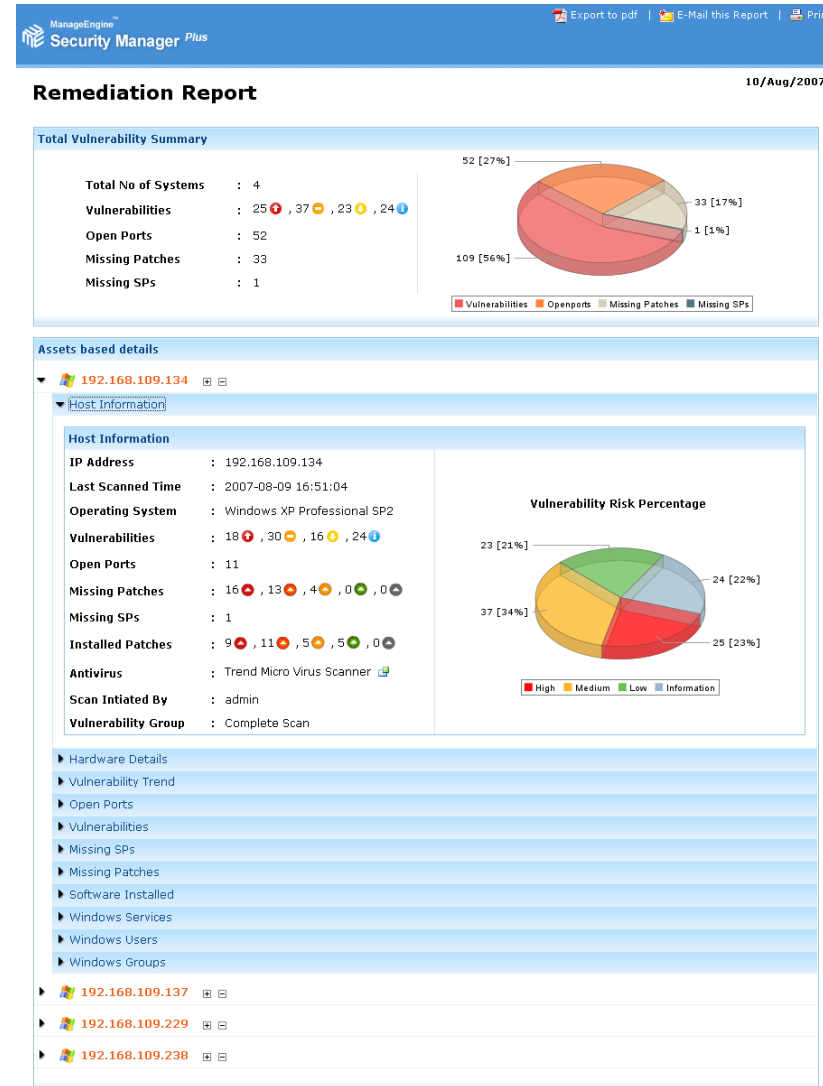 ManageEngine™
Security Manager Plus
Export to pdf | E-Mail this Report |
Remediation Report
10/Aug/2007
Total Vulnerability Summary
Total No of Systems : 4
Vulnerabilities : 25 , 37 , 23 , 24
Open Ports : 52
Missing Patches : 33
Missing SPs : 1
52 [27%]
33 [17%]
1 [1%]
109 [56%]
Vulnerabilities Openports Missing Patches Missing SPs
Assets based details
192.168.109.134
Host Information
Host Information
IP Address : 192.168.109.134
Last Scanned Time : 2007-08-09 16:51:04
Operating System : Windows XP Professional SP2
Vulnerabilities : 18 , 30 , 16 , 24
Open Ports : 11
Missing Patches : 16 , 13 , 4 , 0 , 0
Missing SPs : 1
Installed Patches : 9 , 11 , 5 , 5 , 0
Antivirus : Trend Micro Virus Scanner
Scan Intiated By : admin
Vulnerability Group : Complete Scan
Vulnerability Risk Percentage
23 [21%]
24 [22%]
37 [34%]
25 [23%]
High Medium Low Information
Hardware Details
Vulnerability Trend
Open Ports
Vulnerabilities
Missing SPs
Missing Patches
Software Installed
Windows Services
Windows Users
Windows Groups
192.168.109.137
192.168.109.229
192.168.109.238